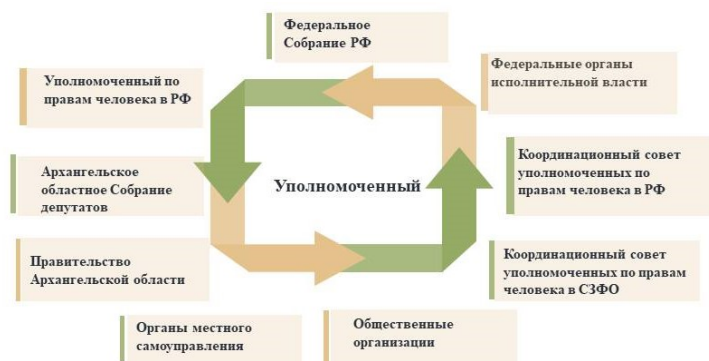 Федеральное
Собрание РФ
Уполномоченный по
правам человека в РФ
Федеральные органы
исполнительной власти
Архангельское
областное Собрание
депутатов
Уполномоченный
Координационный совет
уполномоченных по
правам человека в РФ
Правительство
Архангельской области
Координационный совет
уполномоченных по правам
человека в СЗФО
Органы местного
самоуправления
Общественные
организации